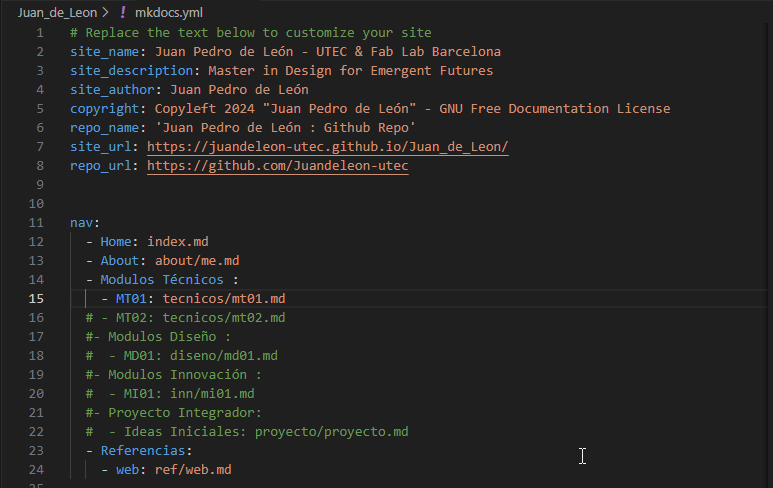 Juan_de_Leon > ! mkdocs.yml
1 # Replace the text below to customize your site
2 site_name: Juan Pedro de León - UTEC & Fab Lab Barcelona
3 site_description: Master in Design for Emergent Futures
4 site_author: Juan Pedro de León
5 copyright: Copyleft 2024 "Juan Pedro de León" - GNU Free Documentation License
6 repo_name: 'Juan Pedro de León : Github Repo'
7 site_url: https://juandeleon-utec.github.io/Juan_de_Leon/
8 repo_url: https://github.com/Juandeleon-utec
9
10
11 nav:
12   - Home: index.md
13   - About: about/me.md
14   - Modulos Técnicos :
15     - MT01: tecnicos/mt01.md
16   # - MT02: tecnicos/mt02.md
17   #- Modulos Diseño :
18   #  - MD01: diseno/md01.md
19   #- Modulos Innovación :
20   #  - MI01: inn/mi01.md
21   #- Proyecto Integrador:
22   #  - Ideas Iniciales: proyecto/proyecto.md
23   - Referencias:
24     - web: ref/web.md